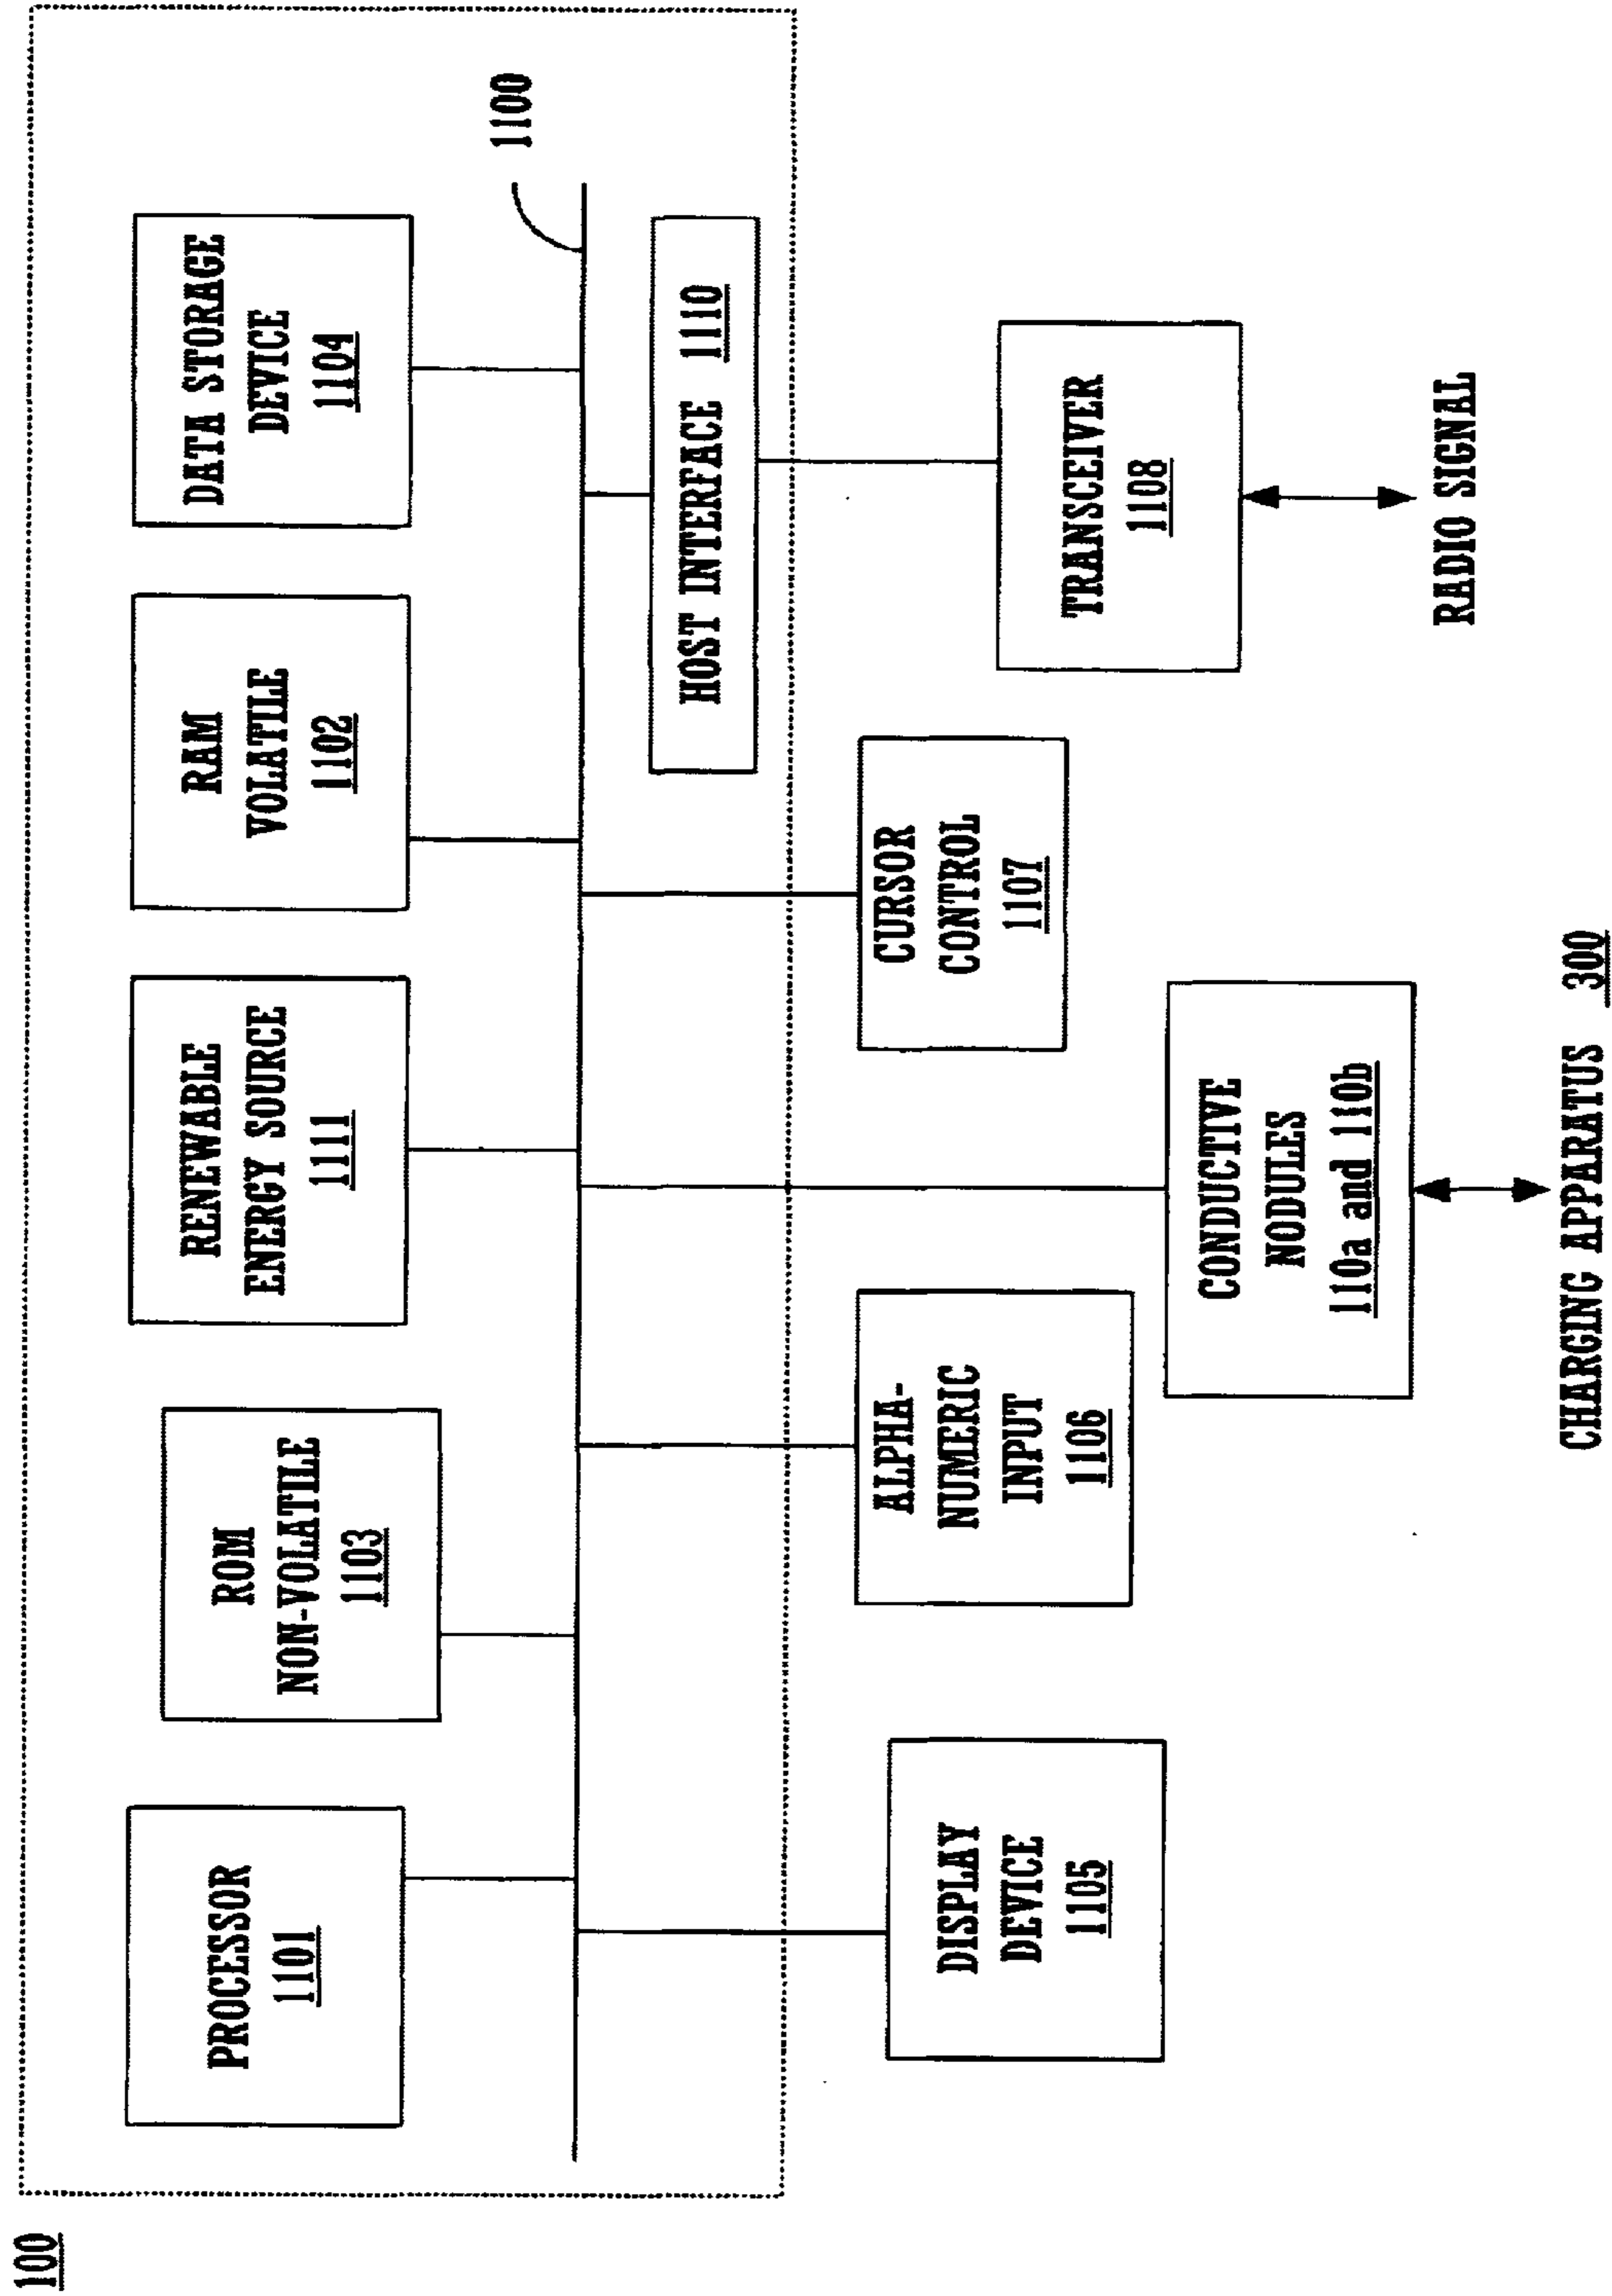 100
PROCESSOR
1101
ROM
NON-VOLATILE
1103
RENEWABLE
ENERGY SOURCE
1111
RAM
VOLATILE
1102
DATA STORAGE
DEVICE
1104
1100
HOST INTERFACE 1110
DISPLAY
DEVICE
1105
ALPHA-
NUMERIC
INPUT
1106
CURSOR
CONTROL
1107
TRANSCEIVER
1108
CONDUCTIVE
NODULES
110a and 110b
RADIO SIGNAL
CHARGING APPARATUS 300